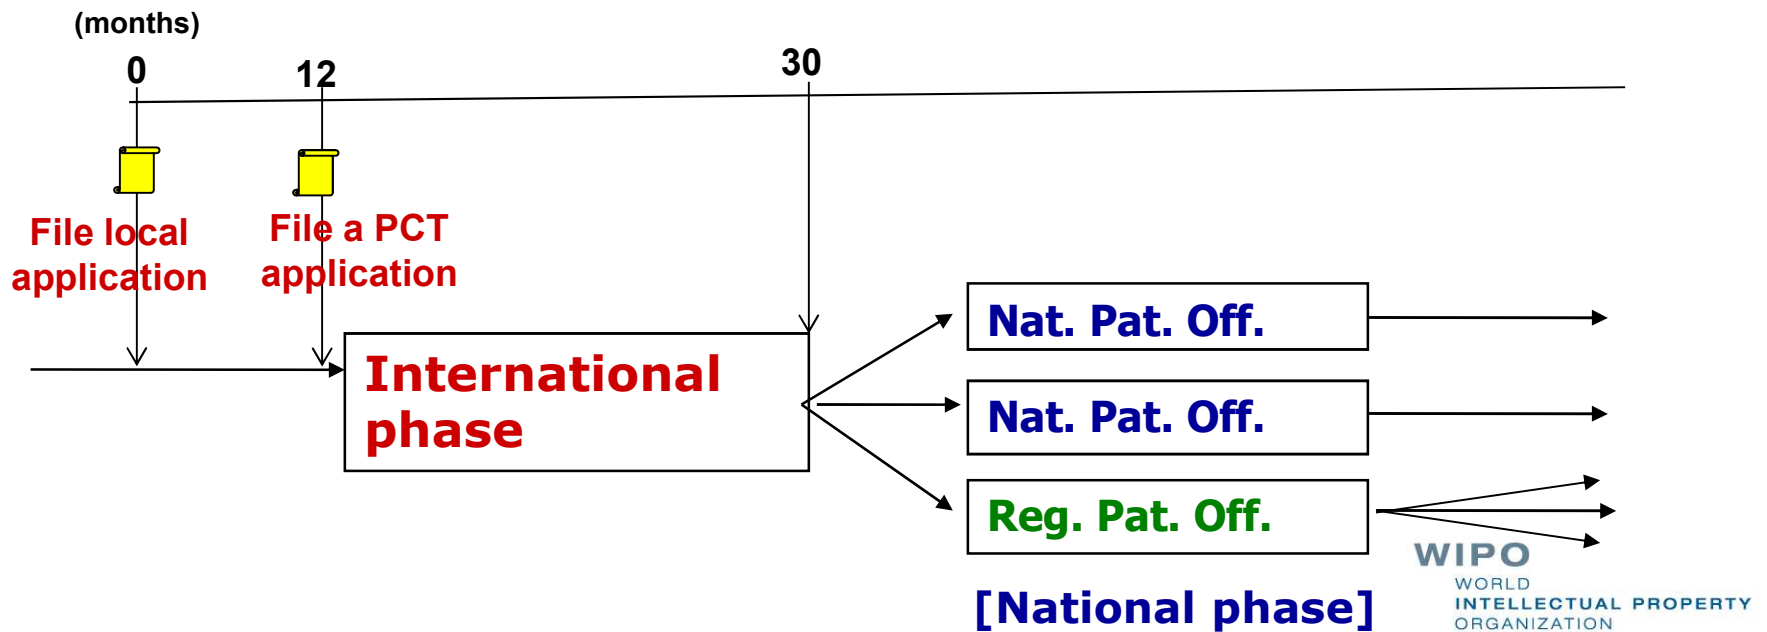 (months)
0
12
30
File local
application
File a PCT
application
International
phase
Nat. Pat. Off.
Nat. Pat. Off.
Reg. Pat. Off.
[National phase]
WIPO
WORLD
INTELLECTUAL PROPERTY
ORGANIZATION